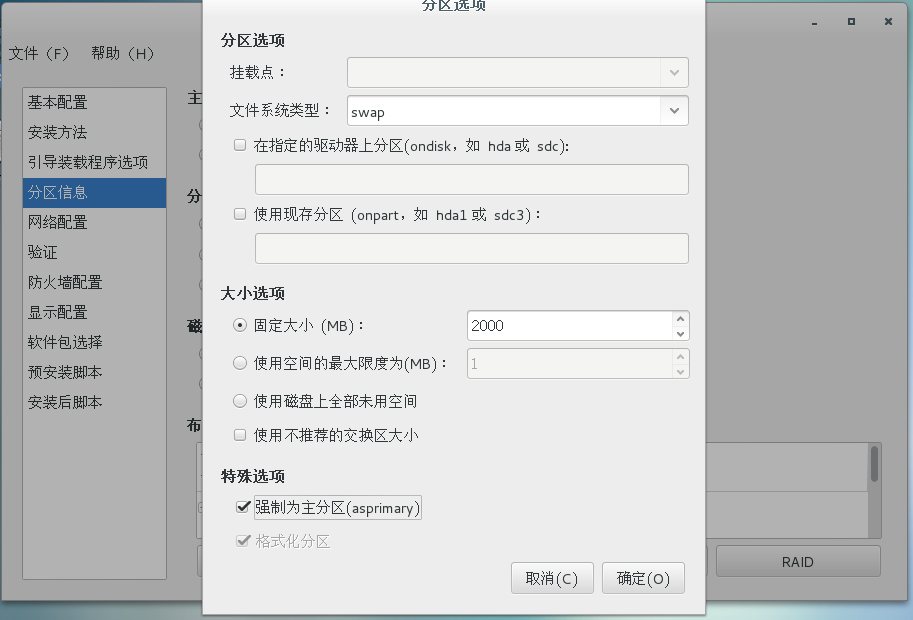 分区选项
文件（F） 帮助（H）
基本配置
安装方法
引导装载程序选项
分区信息
网络配置
验证
防火墙配置
显示配置
软件包选择
预安装脚本
安装后脚本
主
分
磁
布
分区选项
挂载点：
文件系统类型： swap
在指定的驱动器上分区(ondisk，如 hda 或 sdc):
使用现存分区 (onpart，如 hda1 或 sdc3)：
大小选项
固定大小 (MB)： 2000
使用空间的最大限度为(MB)： 1
使用磁盘上全部未用空间
使用不推荐的交换区大小
特殊选项
强制为主分区(asprimary)
格式化分区
取消(C) 确定(O)
RAID